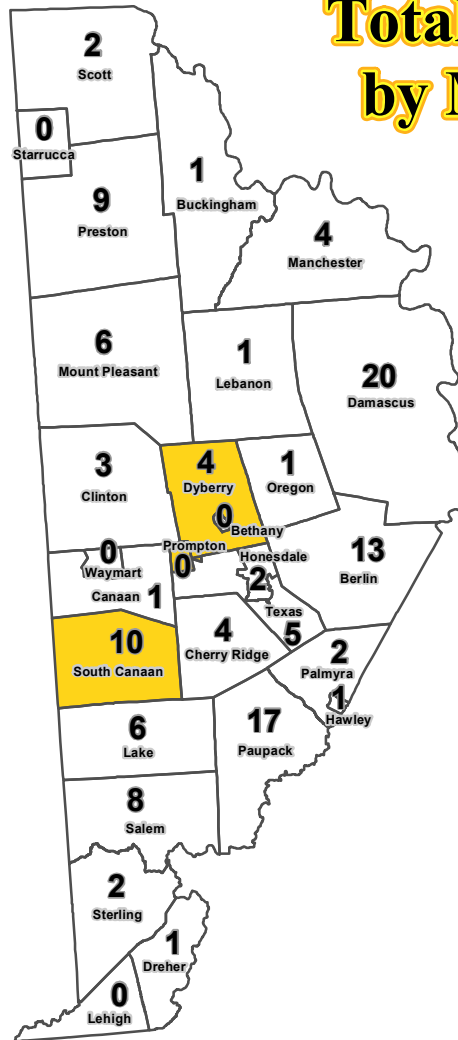 Total
by M
2
Scott
0
Starrucca
1
Buckingham
9
Preston
4
Manchester
6
Mount Pleasant
1
Lebanon
20
Damascus
3
Clinton
4
Dyberry
1
Oregon
0
Bethany
Prompton
0
Honesdale
2
13
Berlin
0
Waymart
Canaan 1
Texas
5
10
South Canaan
4
Cherry Ridge
2
Palmyra
1
Hawley
6
Lake
17
Paupack
8
Salem
2
Sterling
1
Dreher
0
Lehigh